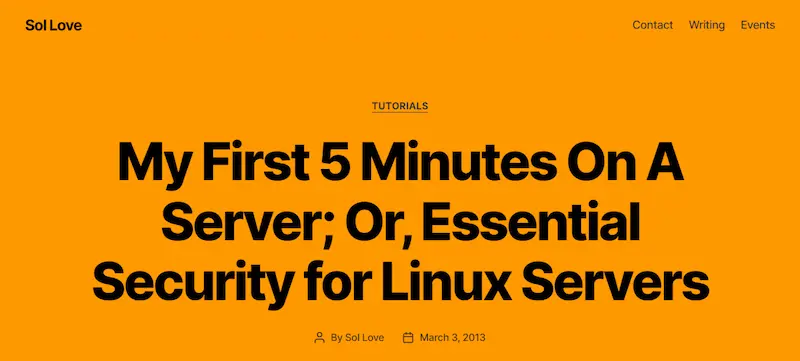 Sol Love
Contact Writing Events
TUTORIALS
My First 5 Minutes On A
Server; Or, Essential
Security for Linux Servers
By Sol Love March 3, 2013